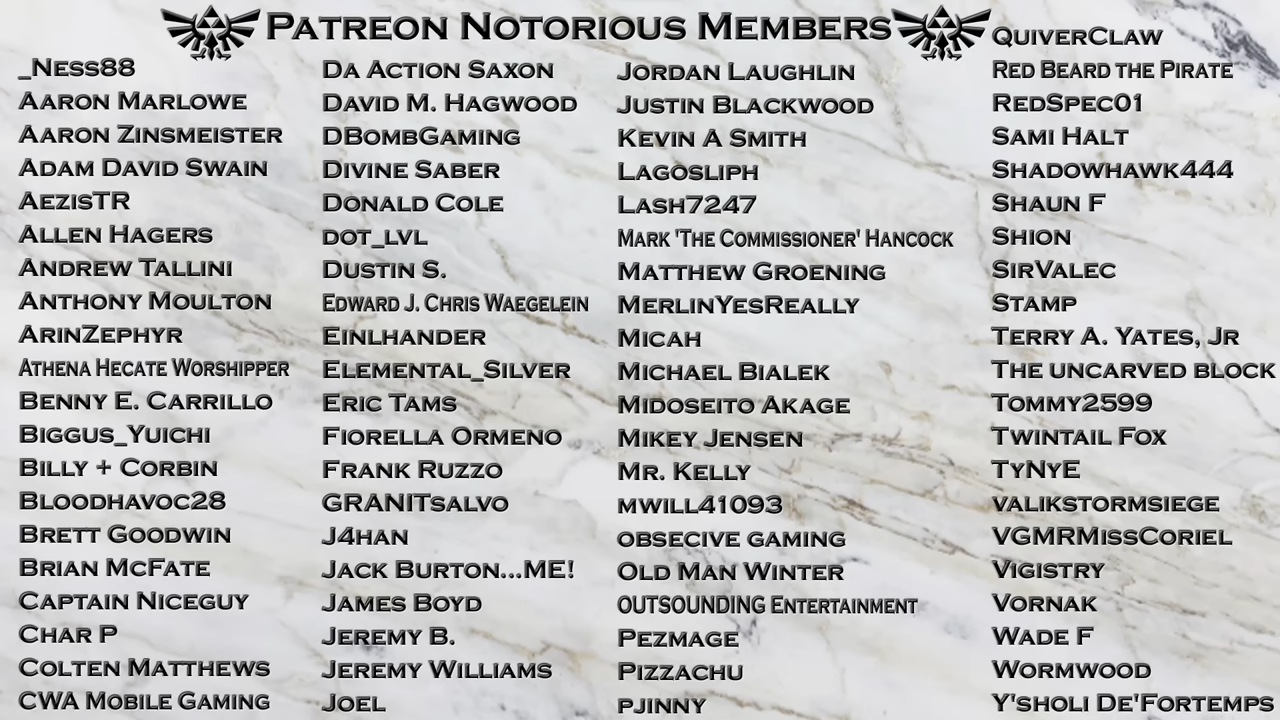 Patreon Notorious Members
_Ness88
Aaron Marlowe
Aaron Zinsmeister
Adam David Swain
AezisTR
Allen Hagers
Andrew Tallini
Anthony Moulton
ArinZephyr
Athena Hecate Worshipper
Benny E. Carrillo
Biggus_Yuichi
Billy + Corbin
Bloodhavoc28
Brett Goodwin
Brian McFate
Captain Niceguy
Char P
Colten Matthews
CWA Mobile Gaming
Da Action Saxon
David M. Hagwood
DBombGaming
Divine Saber
Donald Cole
dot_lvl
Dustin S.
Edward J. Chris Waegelein
Einlhander
Elemental_Silver
Eric Tams
Fiorella Ormeno
Frank Ruzzo
GRANITsalvo
J4han
Jack Burton...ME!
James Boyd
Jeremy B.
Jeremy Williams
Joel
Jordan Laughlin
Justin Blackwood
Kevin A Smith
Lagosliph
Lash7247
Mark 'The Commissioner' Hancock
Matthew Groening
MerlinYesReally
Micah
Michael Bialek
Midoseito Akage
Mikey Jensen
Mr. Kelly
mwill41093
obsecive gaming
Old Man Winter
OUTSOUNDING Entertainment
Pezmage
Pizzachu
pjinny
QuiverClaw
Red Beard the Pirate
RedSpec01
Sami Halt
Shadowhawk444
Shaun F
Shion
SirValec
Stamp
Terry A. Yates, Jr
The uncarved block
Tommy2599
Twintail Fox
TyNyE
valikstormsiege
VGMRMissCoriel
Vigistry
Vornak
Wade F
Wormwood
Y'sholi De'Fortemps